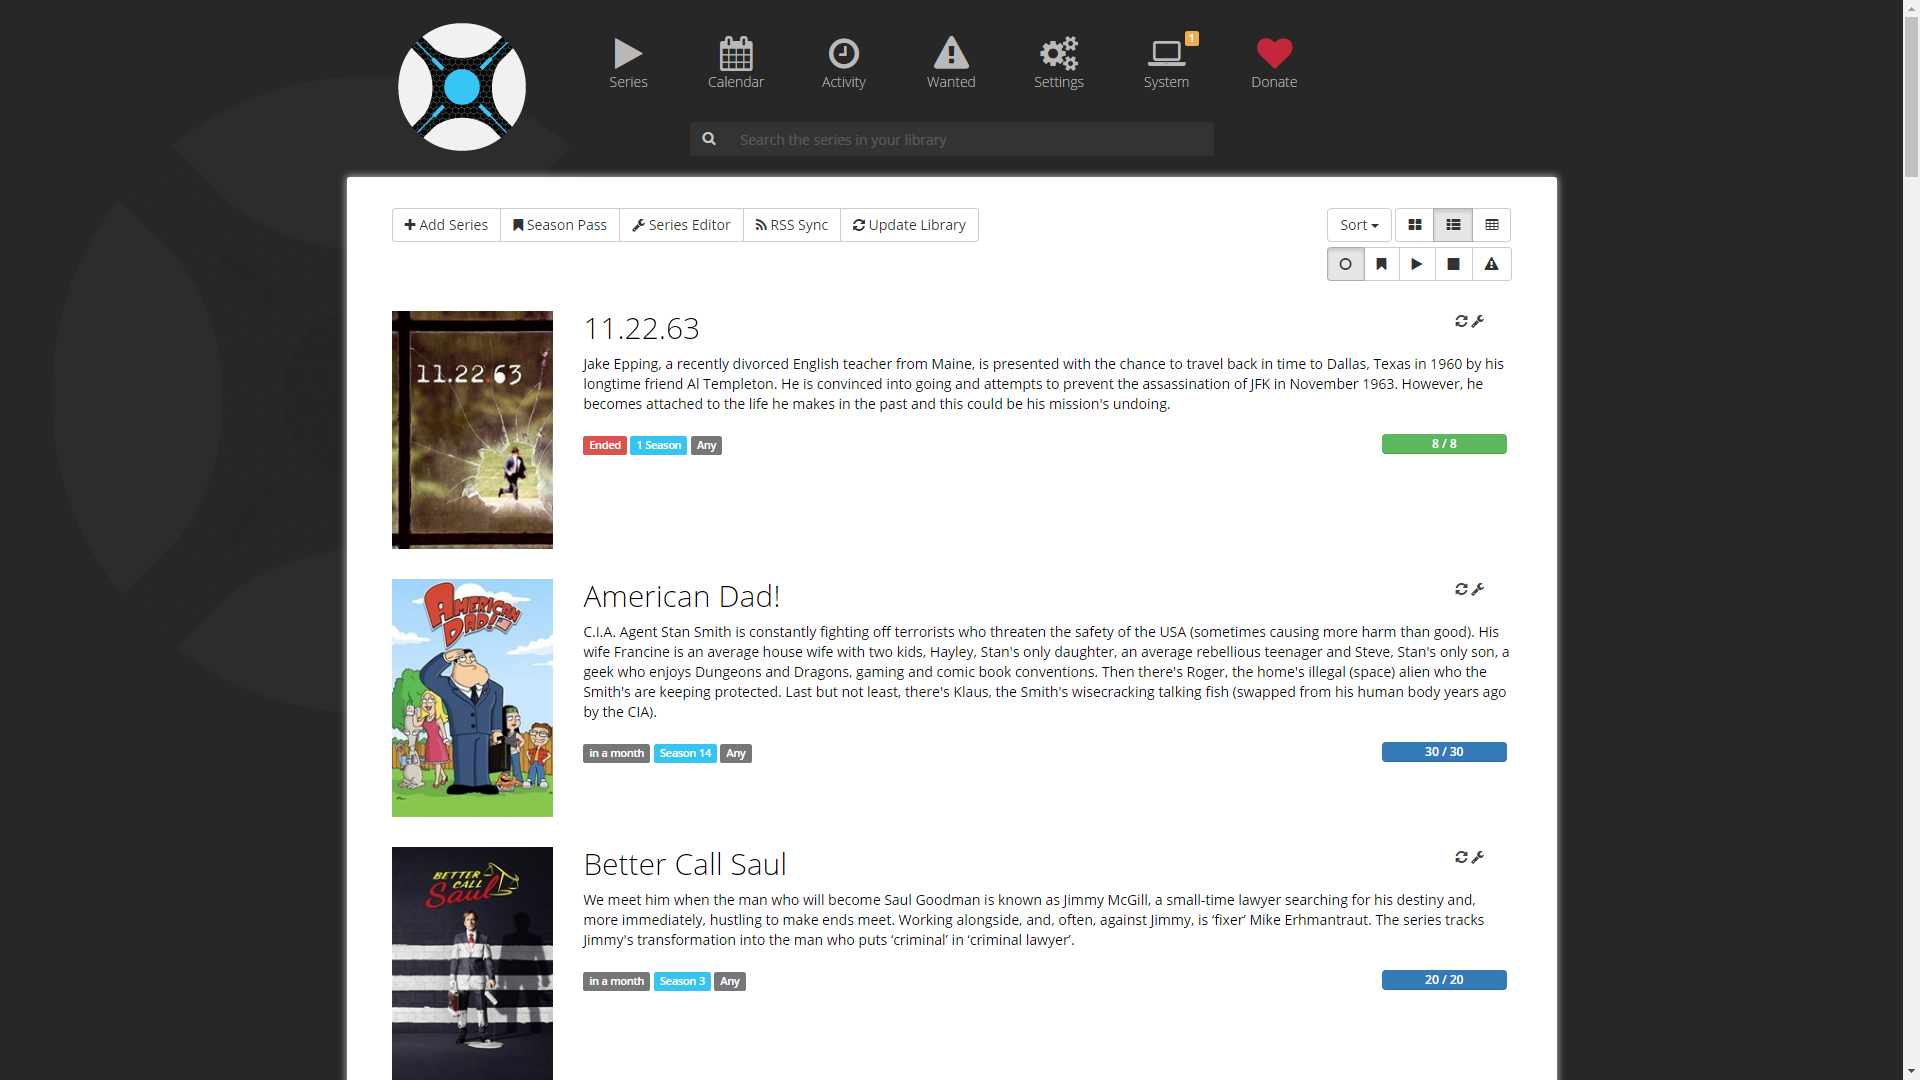 Series
Calendar
Activity
Wanted
Settings
1
System
Donate
Search the series in your library
Add Series
Season Pass
Series Editor
RSS Sync
Update Library
Sort
11.22.63
11.22.63
Jake Epping, a recently divorced English teacher from Maine, is presented with the chance to travel back in time to Dallas, Texas in 1960 by his
longtime friend Al Templeton. He is convinced into going and attempts to prevent the assassination of JFK in November 1963. However, he
becomes attached to the life he makes in the past and this could be his mission's undoing.
Ended
1 Season
Any
8 / 8
AMERICAN
DAD!
American Dad!
C.I.A. Agent Stan Smith is constantly fighting off terrorists who threaten the safety of the USA (sometimes causing more harm than good). His
wife Francine is an average house wife with two kids, Hayley, Stan's only daughter, an average rebellious teenager and Steve, Stan's only son, a
geek who enjoys Dungeons and Dragons, gaming and comic book conventions. Then there's Roger, the home's illegal (space) alien who the
Smith's are keeping protected. Last but not least, there's Klaus, the Smith's wisecracking talking fish (swapped from his human body years ago
by the CIA).
in a month
Season 14
Any
30 / 30
BETTER
CALL
Saul
Better Call Saul
We meet him when the man who will become Saul Goodman is known as Jimmy McGill, a small-time lawyer searching for his destiny and,
more immediately, hustling to make ends meet. Working alongside, and, often, against Jimmy, is ‘fixer’ Mike Erhmantraut. The series tracks
Jimmy's transformation into the man who puts ‘criminal’ in ‘criminal lawyer’.
in a month
Season 3
Any
20 / 20